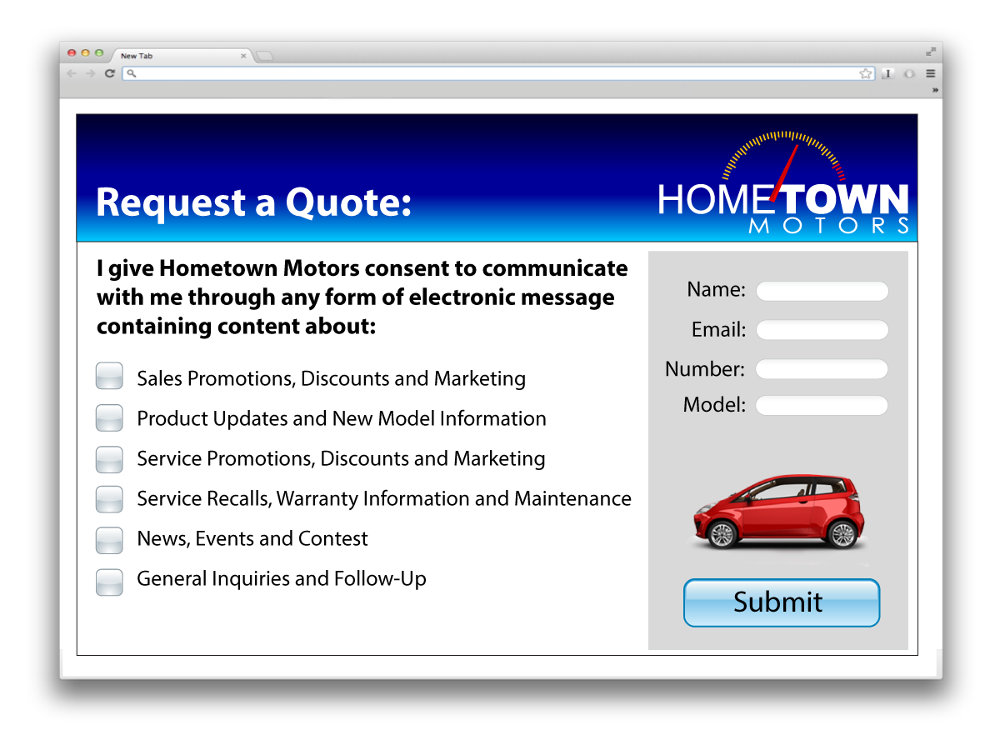 New Tab
Request a Quote:
HOMETOWN
MOTORS
I give Hometown Motors consent to communicate
with me through any form of electronic message
containing content about:
Sales Promotions, Discounts and Marketing
Product Updates and New Model Information
Service Promotions, Discounts and Marketing
Service Recalls, Warranty Information and Maintenance
News, Events and Contest
General Inquiries and Follow-Up
Name:
Email:
Number:
Model:
Submit